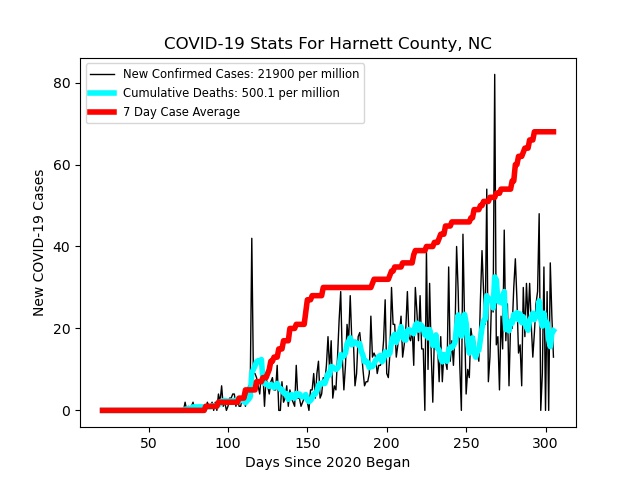 COVID-19 Stats For Harnett County, NC
New Confirmed Cases: 21900 per million
Cumulative Deaths: 500.1 per million
7 Day Case Average
80
60
40
20
0
New COVID-19 Cases
50 100 150 200 250 300
Days Since 2020 Began